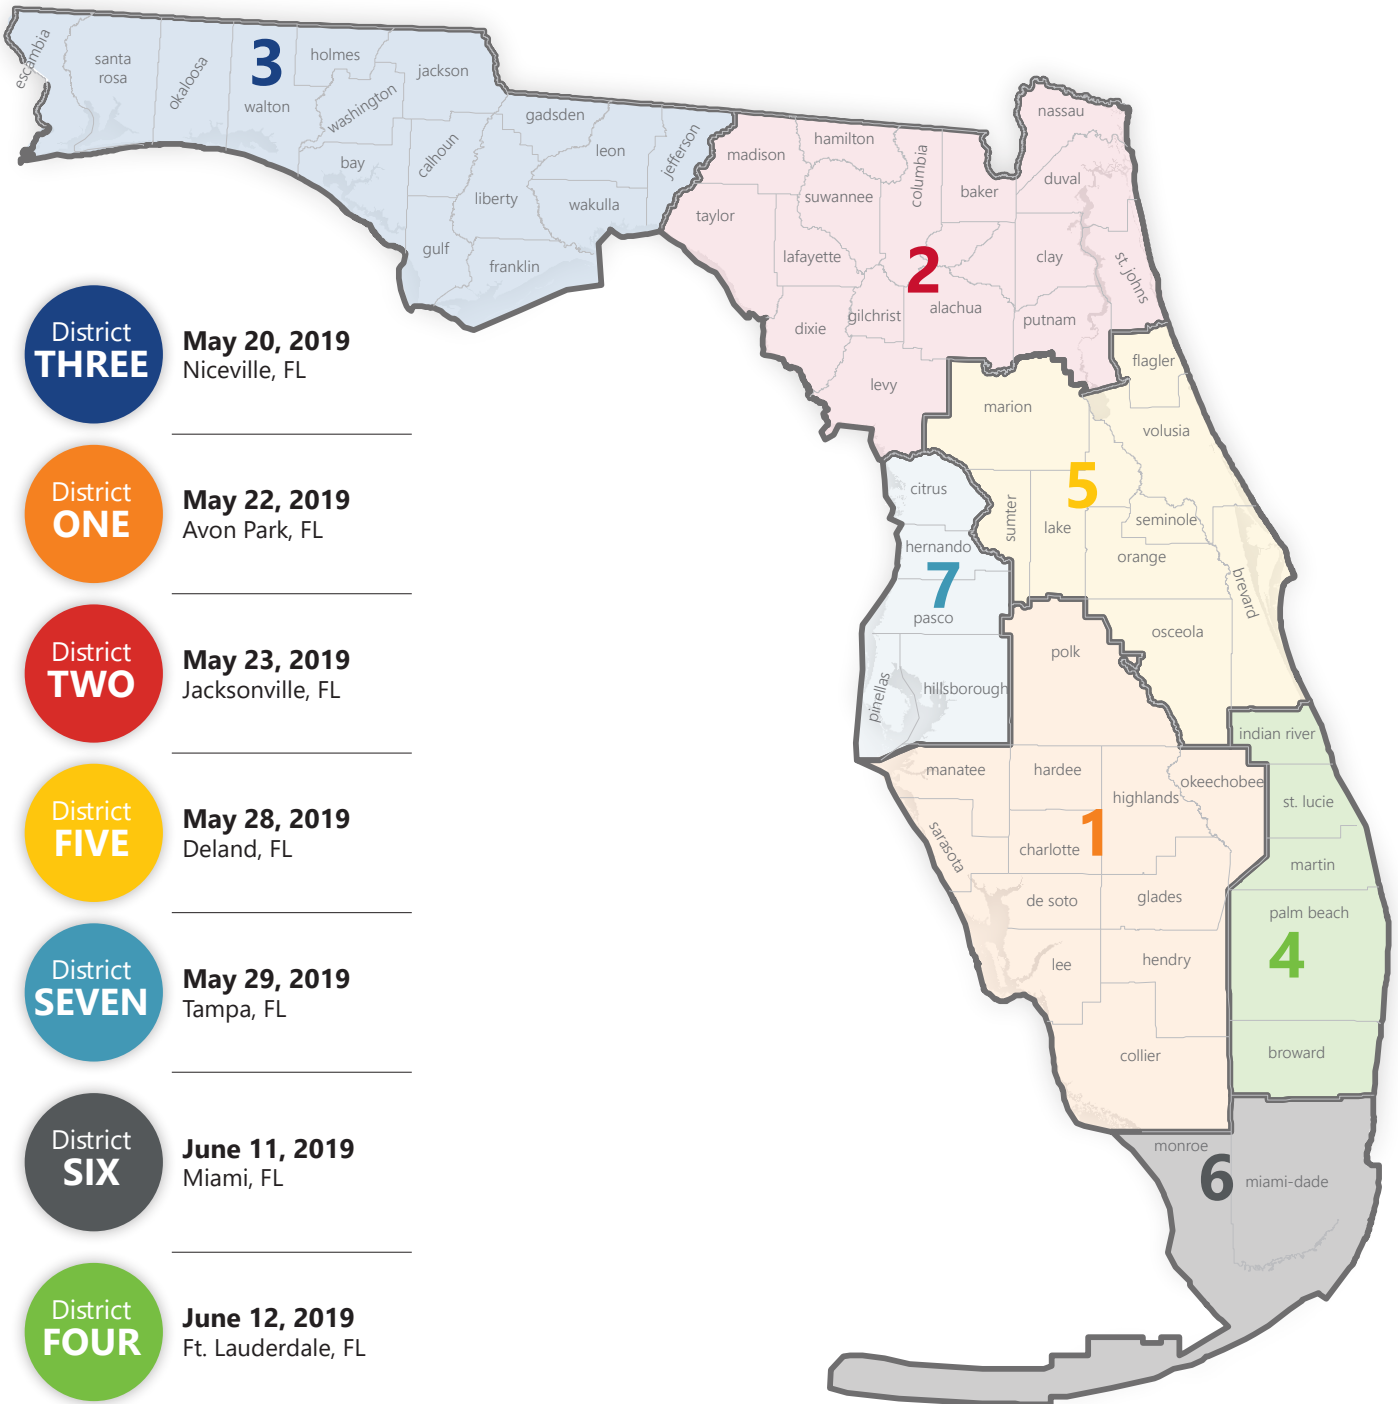 District
THREE
May 20, 2019
Niceville, FL
District
ONE
May 22, 2019
Avon Park, FL
District
TWO
May 23, 2019
Jacksonville, FL
District
FIVE
May 28, 2019
Deland, FL
District
SEVEN
May 29, 2019
Tampa, FL
District
SIX
June 11, 2019
Miami, FL
District
FOUR
June 12, 2019
Ft. Lauderdale, FL
3
escambia
santa
rosa
okaloosa
walton
holmes
washington
jackson
bay
calhoun
gadsden
leon
jefferson
liberty
wakulla
gulf
franklin
2
madison
hamilton
columbia
baker
nassau
duval
taylor
suwannee
lafayette
clay
st. johns
dixie
gilchrist
alachua
putnam
levy
5
flagler
marion
volusia
sumter
lake
seminole
orange
brevard
osceola
7
citrus
hernando
pasco
pinellas
hillsborough
1
polk
manatee
hardee
highlands
okeechobee
sarasota
charlotte
de soto
glades
lee
hendry
collier
4
indian river
st. lucie
martin
palm beach
broward
6
monroe
miami-dade